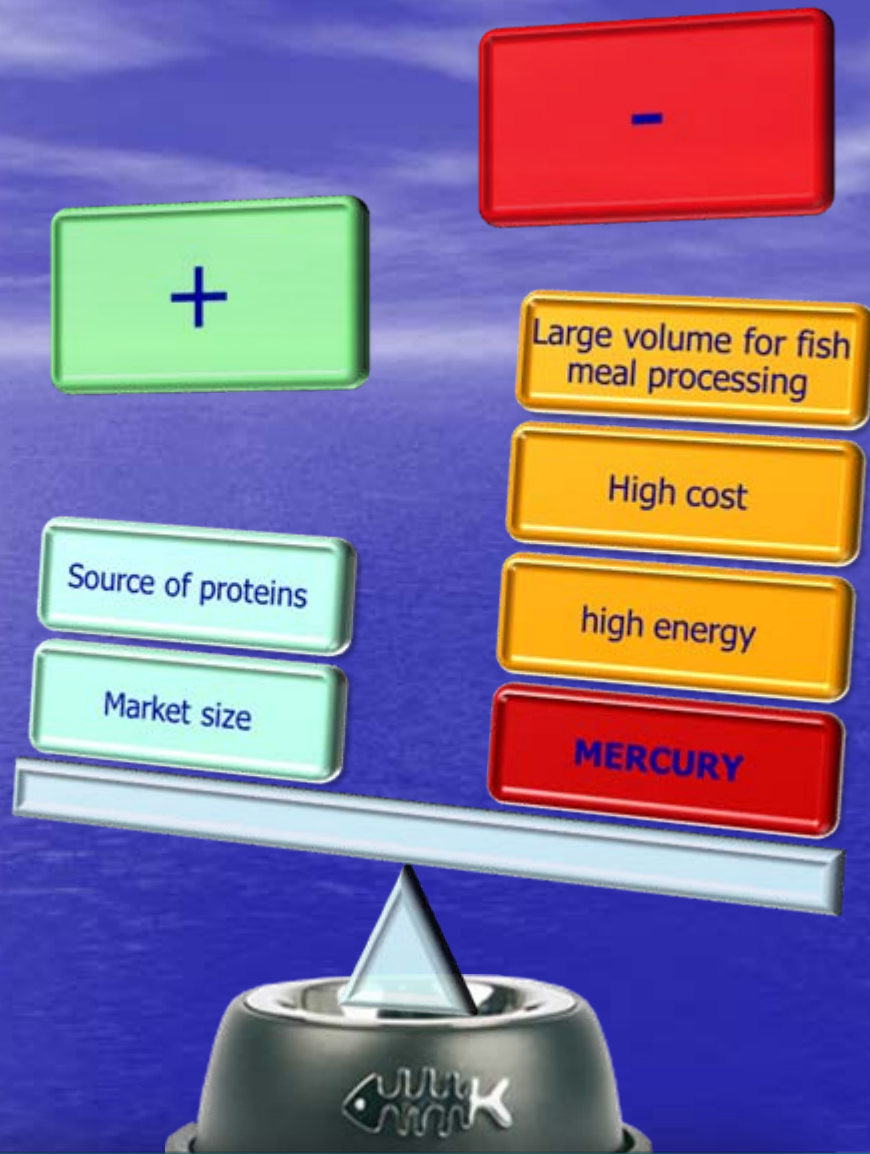 -
+
Large volume for fish
meal processing
High cost
high energy
MERCURY
Source of proteins
Market size